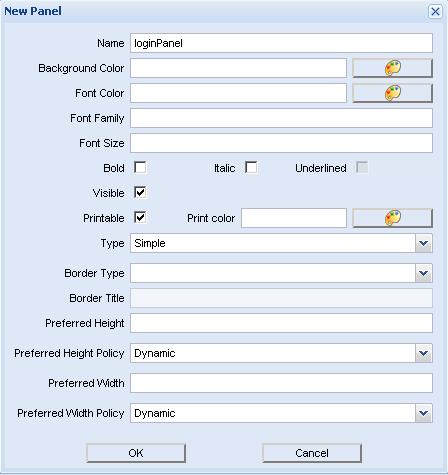 New Panel
Name loginPanel
Background Color
Font Color
Font Family
Font Size
Bold Italic Underlined
Visible
Printable Print color
Type Simple
Border Type
Border Title
Preferred Height
Preferred Height Policy Dynamic
Preferred Width
Preferred Width Policy Dynamic
OK Cancel